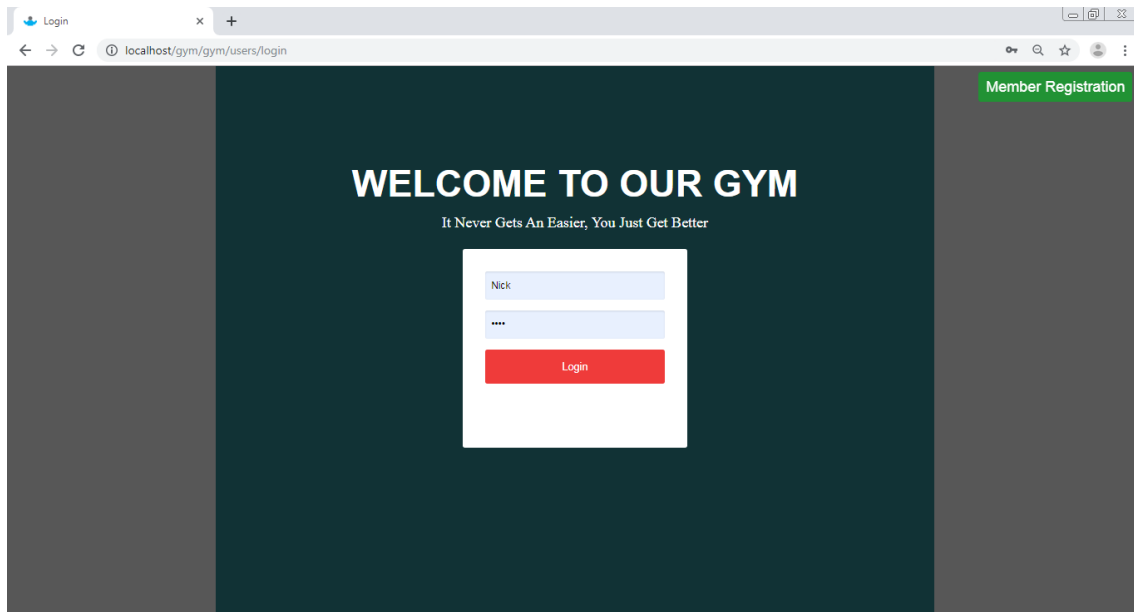 Login
localhost/gym/gym/users/login
Member Registration
WELCOME TO OUR GYM
It Never Gets An Easier, You Just Get Better
Nick
••••
Login